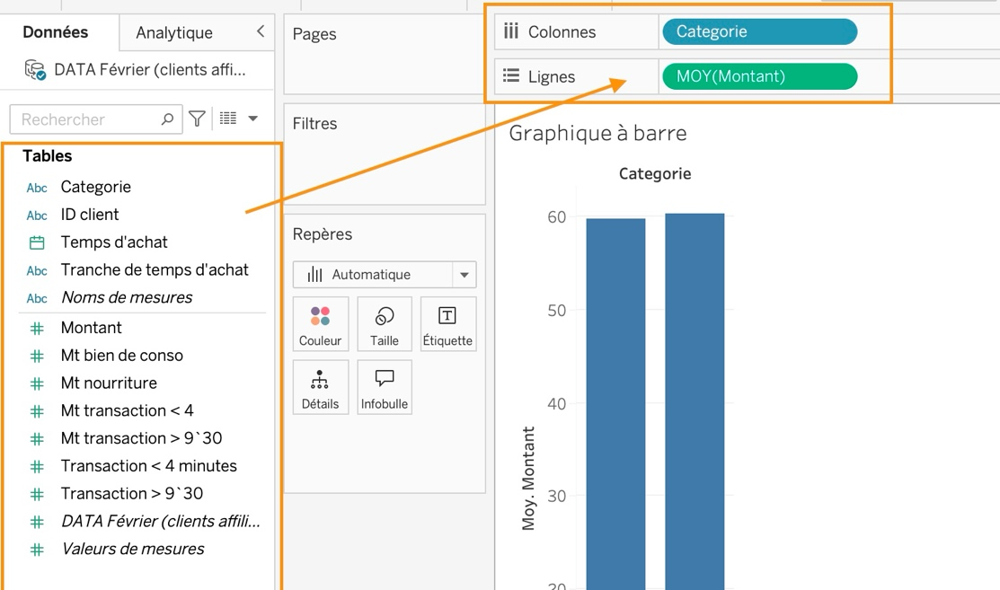 Données
Analytique
DATA Février (clients affi...
Rechercher
Tables
Abc Categorie
Abc ID client
Temps d'achat
Abc Tranche de temps d'achat
Abc Noms de mesures
Montant
Mt bien de conso
Mt nourriture
Mt transaction < 4
Mt transaction > 9`30
Transaction < 4 minutes
Transaction > 9`30
DATA Février (clients affili...
Valeurs de mesures
Pages
Filtres
Repères
Automatique
Couleur
Taille
T
Étiquette
Détails
Infobulle
Colonnes
Categorie
Lignes
MOY(Montant)
Graphique à barre
Categorie
Moy. Montant
60
50
40
30
20